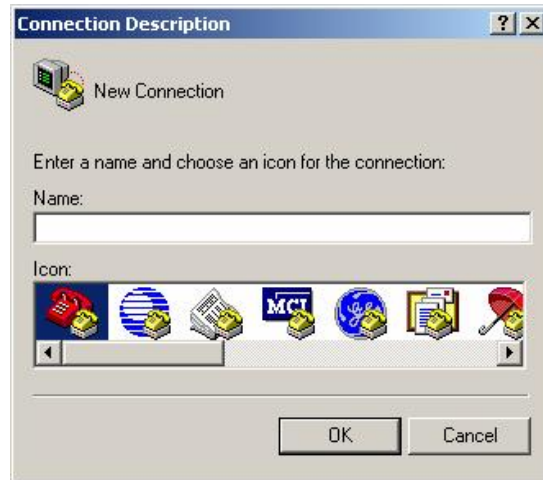 Connection Description
New Connection
Enter a name and choose an icon for the connection:
Name:
Icon:
MCI
OK Cancel